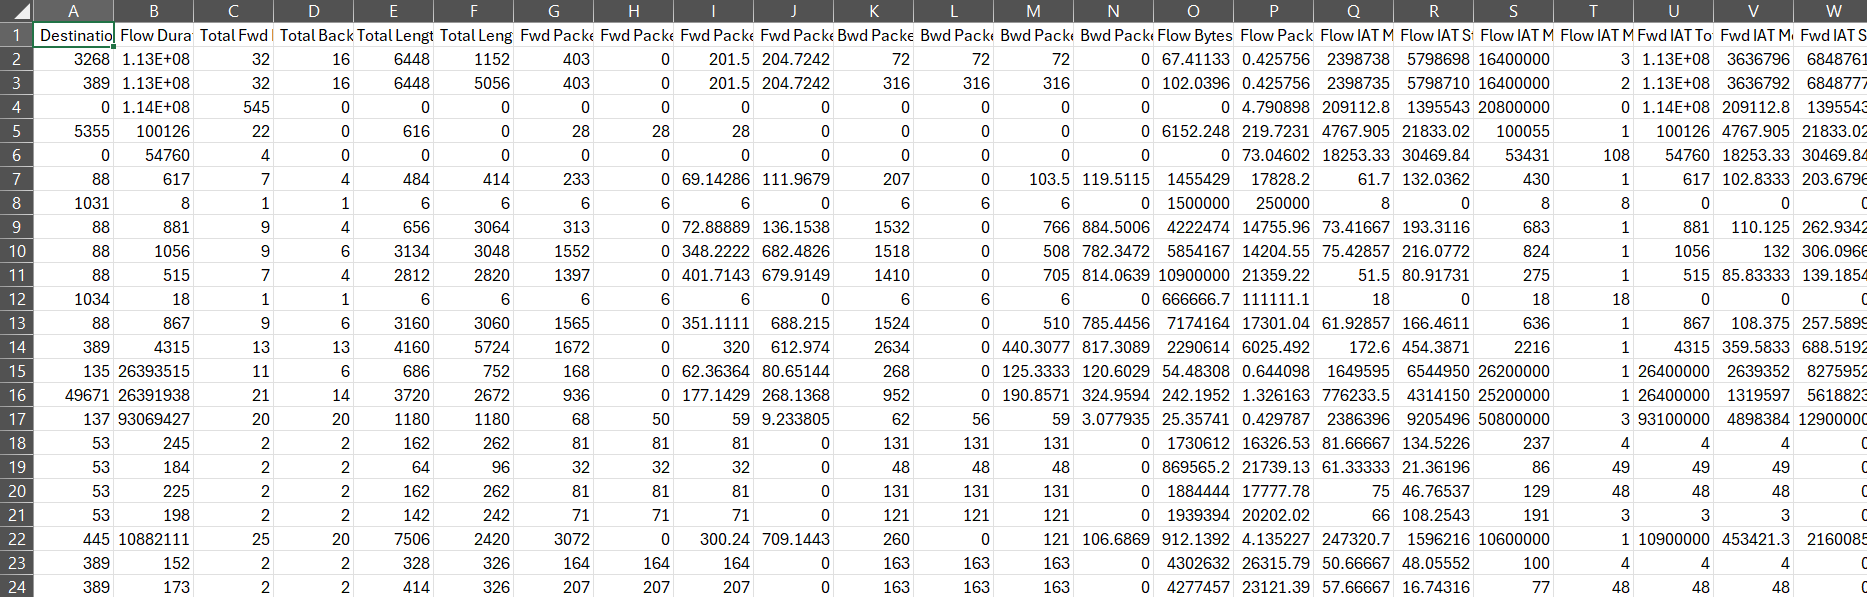 A B C D E F G H I J K L M N O P Q R S T U V W
1 Destinatio Flow Dura Total Fwd Total Back Total Lengt Total Leng Fwd Packe Fwd Packe Fwd Packe Fwd Packe Bwd Packe Bwd Packe Bwd Packe Bwd Packe Flow Bytes Flow Pack Flow IAT M Flow IAT St Flow IAT M Flow IAT M Fwd IAT To Fwd IAT Me Fwd IAT S
2 3268 1.13E+08 32 16 6448 1152 403 0 201.5 204.7242 72 72 72 0 67.41133 0.425756 2398738 5798698 16400000 3 1.13E+08 3636796 6848761
3 389 1.13E+08 32 16 6448 5056 403 0 201.5 204.7242 316 316 316 0 102.0396 0.425756 2398735 5798710 16400000 2 1.13E+08 3636792 6848777
4 0 1.14E+08 545 0 0 0 0 0 0 0 0 0 0 0 0 4.790898 209112.8 1395543 20800000 0 1.14E+08 209112.8 1395543
5 5355 100126 22 0 616 0 28 28 28 0 0 0 0 0 6152.248 219.7231 4767.905 21833.02 100055 1 100126 4767.905 21833.02
6 0 54760 4 0 0 0 0 0 0 0 0 0 0 0 0 73.04602 18253.33 30469.84 53431 108 54760 18253.33 30469.84
7 88 617 7 4 484 414 233 0 69.14286 111.9679 207 0 103.5 119.5115 1455429 17828.2 61.7 132.0362 430 1 617 102.8333 203.6796
8 1031 8 1 1 6 6 6 6 6 0 6 6 6 0 1500000 250000 8 0 8 8 0 0 0
9 88 881 9 4 656 3064 313 0 72.88889 136.1538 1532 0 766 884.5006 4222474 14755.96 73.41667 193.3116 683 1 881 110.125 262.9342
10 88 1056 9 6 3134 3048 1552 0 348.2222 682.4826 1518 0 508 782.3472 5854167 14204.55 75.42857 216.0772 824 1 1056 132 306.0966
11 88 515 7 4 2812 2820 1397 0 401.7143 679.9149 1410 0 705 814.0639 10900000 21359.22 51.5 80.91731 275 1 515 85.83333 139.1854
12 1034 18 1 1 6 6 6 6 6 0 6 6 6 0 666666.7 111111.1 18 0 18 18 0 0 0
13 88 867 9 6 3160 3060 1565 0 351.1111 688.215 1524 0 510 785.4456 7174164 17301.04 61.92857 166.4611 636 1 867 108.375 257.5899
14 389 4315 13 13 4160 5724 1672 0 320 612.974 2634 0 440.3077 817.3089 2290614 6025.492 172.6 454.3871 2216 1 4315 359.5833 688.5192
15 135 26393515 11 6 686 752 168 0 62.36364 80.65144 268 0 125.3333 120.6029 54.48308 0.644098 1649595 6544950 26200000 1 26400000 2639352 8275952
16 49671 26391938 21 14 3720 2672 936 0 177.1429 268.1368 952 0 190.8571 324.9594 242.1952 1.326163 776233.5 4314150 25200000 1 26400000 1319597 5618823
17 137 93069427 20 20 1180 1180 68 50 59 9.233805 62 56 59 3.077935 25.35741 0.429787 2386396 9205496 50800000 3 93100000 4898384 12900000
18 53 245 2 2 162 262 81 81 81 0 131 131 131 0 1730612 16326.53 81.66667 134.5226 237 4 4 4 0
19 53 184 2 2 64 96 32 32 32 0 48 48 48 0 869565.2 21739.13 61.33333 21.36196 86 49 49 49 0
20 53 225 2 2 162 262 81 81 81 0 131 131 131 0 1884444 17777.78 75 46.76537 129 48 48 48 0
21 53 198 2 2 142 242 71 71 71 0 121 121 121 0 1939394 20202.02 66 108.2543 191 3 3 3 0
22 445 10882111 25 20 7506 2420 3072 0 300.24 709.1443 260 0 121 106.6869 912.1392 4.135227 247320.7 1596216 10600000 1 10900000 453421.3 2160085
23 389 152 2 2 328 326 164 164 164 0 163 163 163 0 4302632 26315.79 50.66667 48.05552 100 4 4 4 0
24 389 173 2 2 414 326 207 207 207 0 163 163 163 0 4277457 23121.39 57.66667 16.74316 77 48 48 48 0